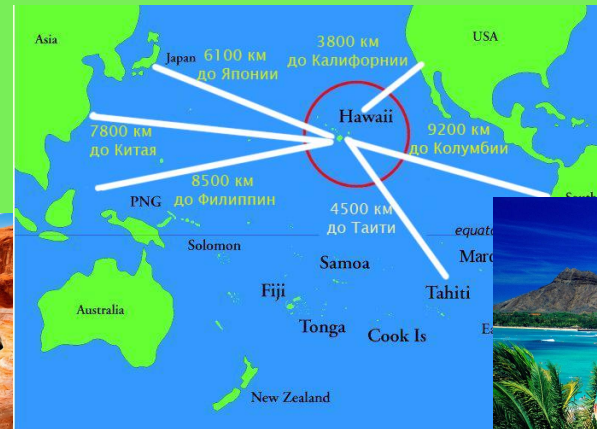 Asia
USA
Japan
6100 км
до Японии
3800 км
до Калифорнии
Hawaii
7800 км
до Китая
9200 км
до Колумбии
8500 км
до Филиппин
PNG
4500 км
до Таити
Solomon
Samoa
Fiji
Tahiti
Australia
Tonga
Cook Is
New Zealand